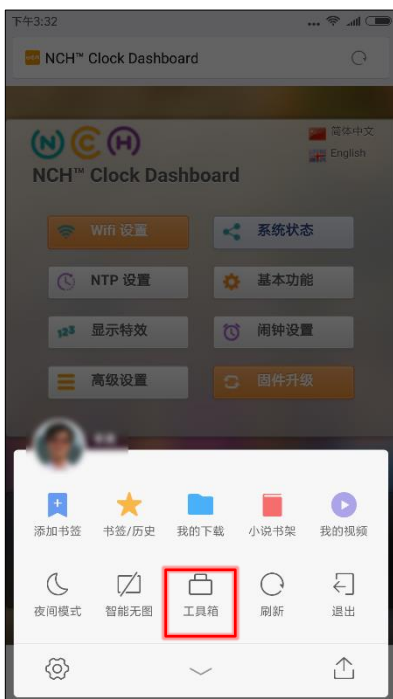 下午3:32
NCH™ Clock Dashboard
N C H
简体中文
English
NCH™ Clock Dashboard
Wifi 设置
系统状态
NTP 设置
基本功能
123 显示特效
闹钟设置
高级设置
固件升级
添加书签 书签/历史 我的下载 小说书架 我的视频
夜间模式 智能无图 工具箱 刷新 退出